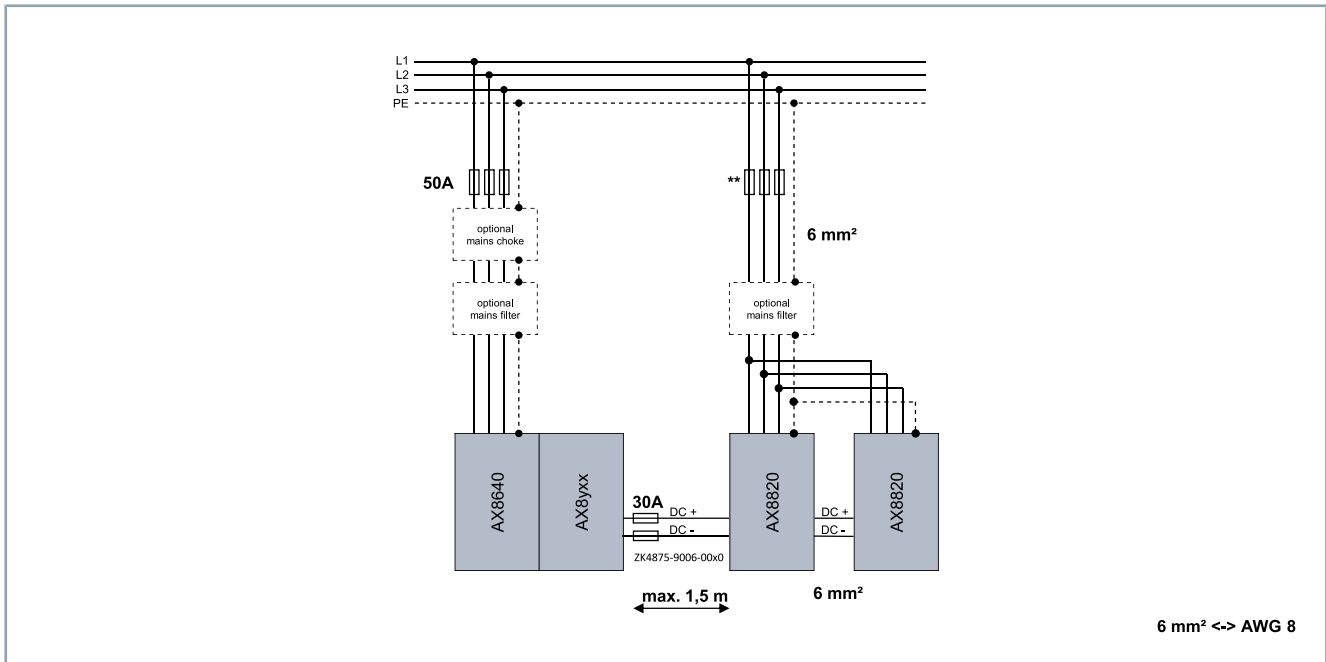 L1
L2
L3
PE
50A
**
optional
mains choke
6 mm²
optional
mains filter
optional
mains filter
AX8640
AX8yxx
30A
DC +
DC -
ZK4875-9006-00x0
AX8820
DC +
DC -
AX8820
max. 1,5 m
6 mm²
6 mm² <-> AWG 8